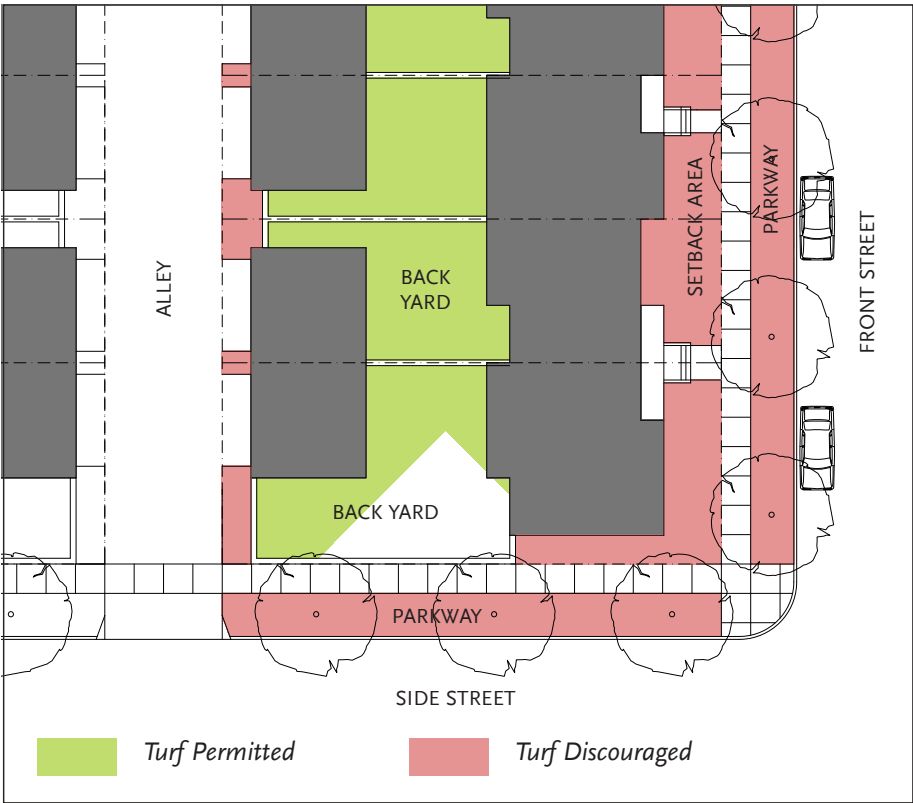 SETBACK AREA
PARKWAY
FRONT STREET
ALLEY
BACK
YARD
BACK YARD
PARKWAY
SIDE STREET
Turf Permitted
Turf Discouraged